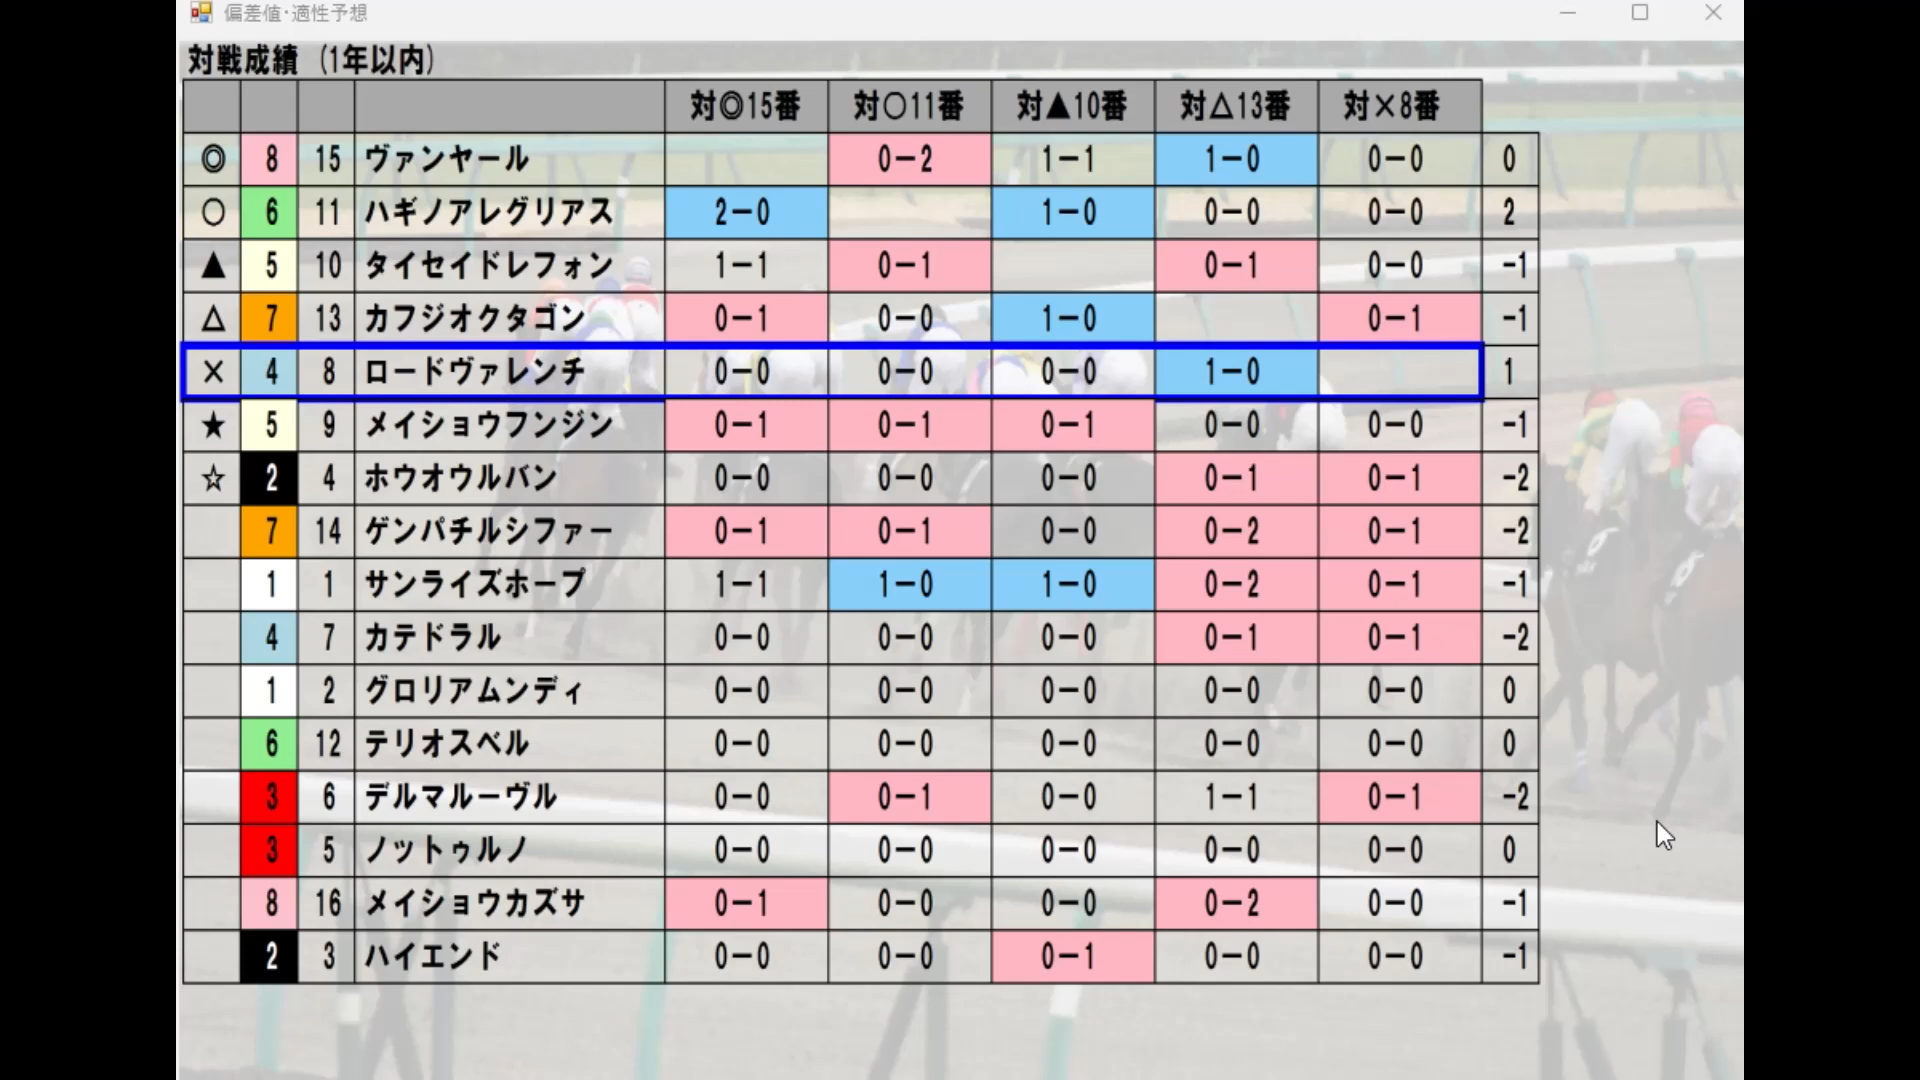 偏差値･適性予想
対戦成績 (1年以内)
対◎15番 対○11番 対▲10番 対△13番 対×8番
◎ 8 15 ヴァンヤール 0－2 1－1 1－0 0－0 0
○ 6 11 ハギノアレグリアス 2－0 1－0 0－0 0－0 2
▲ 5 10 タイセイドレフォン 1－1 0－1 0－1 0－0 -1
△ 7 13 カフジオクタゴン 0－1 0－0 1－0 0－1 -1
× 4 8 ロードヴァレンチ 0－0 0－0 0－0 1－0 1
★ 5 9 メイショウフンジン 0－1 0－1 0－1 0－0 0－0 -1
☆ 2 4 ホウオウルバン 0－0 0－0 0－0 0－1 0－1 -2
7 14 ゲンパチルシファー 0－1 0－1 0－0 0－2 0－1 -2
1 1 サンライズホープ 1－1 1－0 1－0 0－2 0－1 -1
4 7 カテドラル 0－0 0－0 0－0 0－1 0－1 -2
1 2 グロリアムンディ 0－0 0－0 0－0 0－0 0－0 0
6 12 テリオスベル 0－0 0－0 0－0 0－0 0－0 0
3 6 デルマルーヴル 0－0 0－1 0－0 1－1 0－1 -2
3 5 ノットゥルノ 0－0 0－0 0－0 0－0 0－0 0
8 16 メイショウカズサ 0－1 0－0 0－0 0－2 0－0 -1
2 3 ハイエンド 0－0 0－0 0－1 0－0 0－0 -1